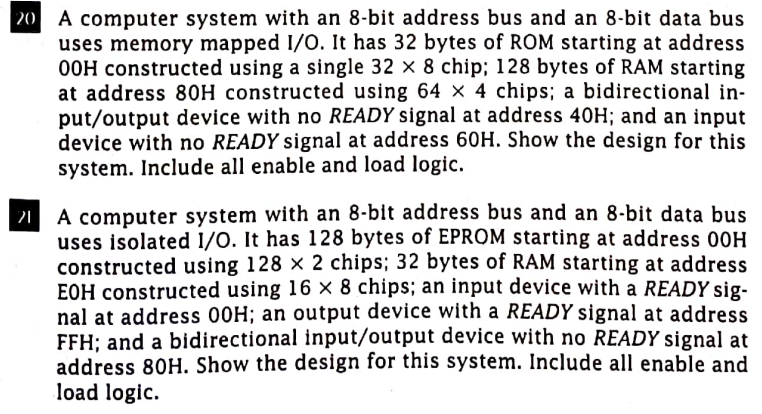 20 A computer system with an 8-bit address bus and an 8-bit data bus
uses memory mapped I/O. It has 32 bytes of ROM starting at address
00H constructed using a single 32 × 8 chip; 128 bytes of RAM starting
at address 80H constructed using 64 × 4 chips; a bidirectional in-
put/output device with no READY signal at address 40H; and an input
device with no READY signal at address 60H. Show the design for this
system. Include all enable and load logic.
21 A computer system with an 8-bit address bus and an 8-bit data bus
uses isolated I/O. It has 128 bytes of EPROM starting at address 00H
constructed using 128 × 2 chips; 32 bytes of RAM starting at address
E0H constructed using 16 × 8 chips; an input device with a READY sig-
nal at address 00H; an output device with a READY signal at address
FFH; and a bidirectional input/output device with no READY signal at
address 80H. Show the design for this system. Include all enable and
load logic.